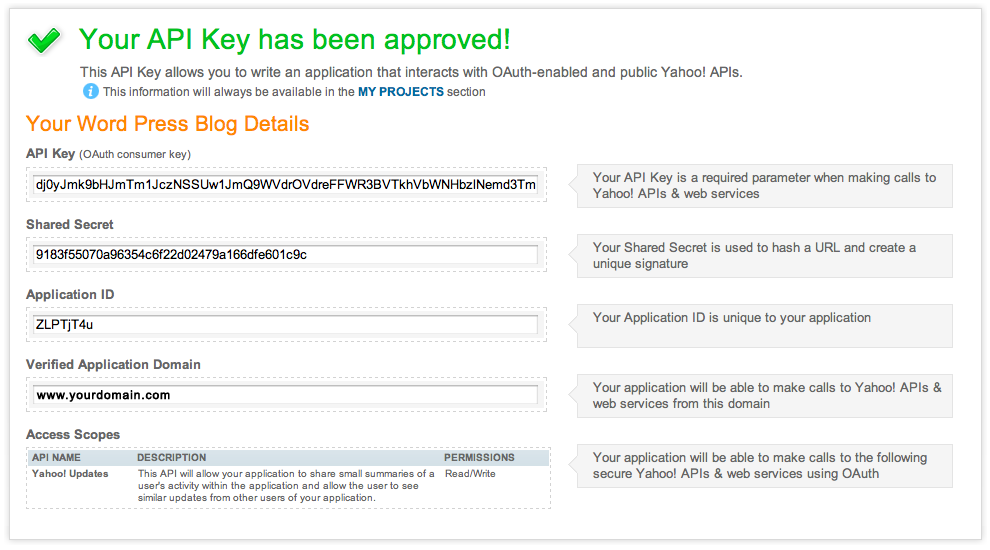 Your API Key has been approved!
This API Key allows you to write an application that interacts with OAuth-enabled and public Yahoo! APIs.
i This information will always be available in the MY PROJECTS section
Your Word Press Blog Details
API Key (OAuth consumer key)
dj0yJmk9bHJmTm1JczNSSUw1JmQ9WVdrOVdreFFWR3BVTkhVbWNHbzlNemd3Tm
Your API Key is a required parameter when making calls to
Yahoo! APIs & web services
Shared Secret
9183f55070a96354c6f22d02479a166dfe601c9c
Your Shared Secret is used to hash a URL and create a
unique signature
Application ID
ZLPTjT4u
Your Application ID is unique to your application
Verified Application Domain
www.yourdomain.com
Your application will be able to make calls to Yahoo! APIs &
web services from this domain
Access Scopes
API NAME DESCRIPTION PERMISSIONS
Yahoo! Updates This API will allow your application to share small summaries of a Read/Write
user's activity within the application and allow the user to see
similar updates from other users of your application.
Your application will be able to make calls to the following
secure Yahoo! APIs & web services using OAuth